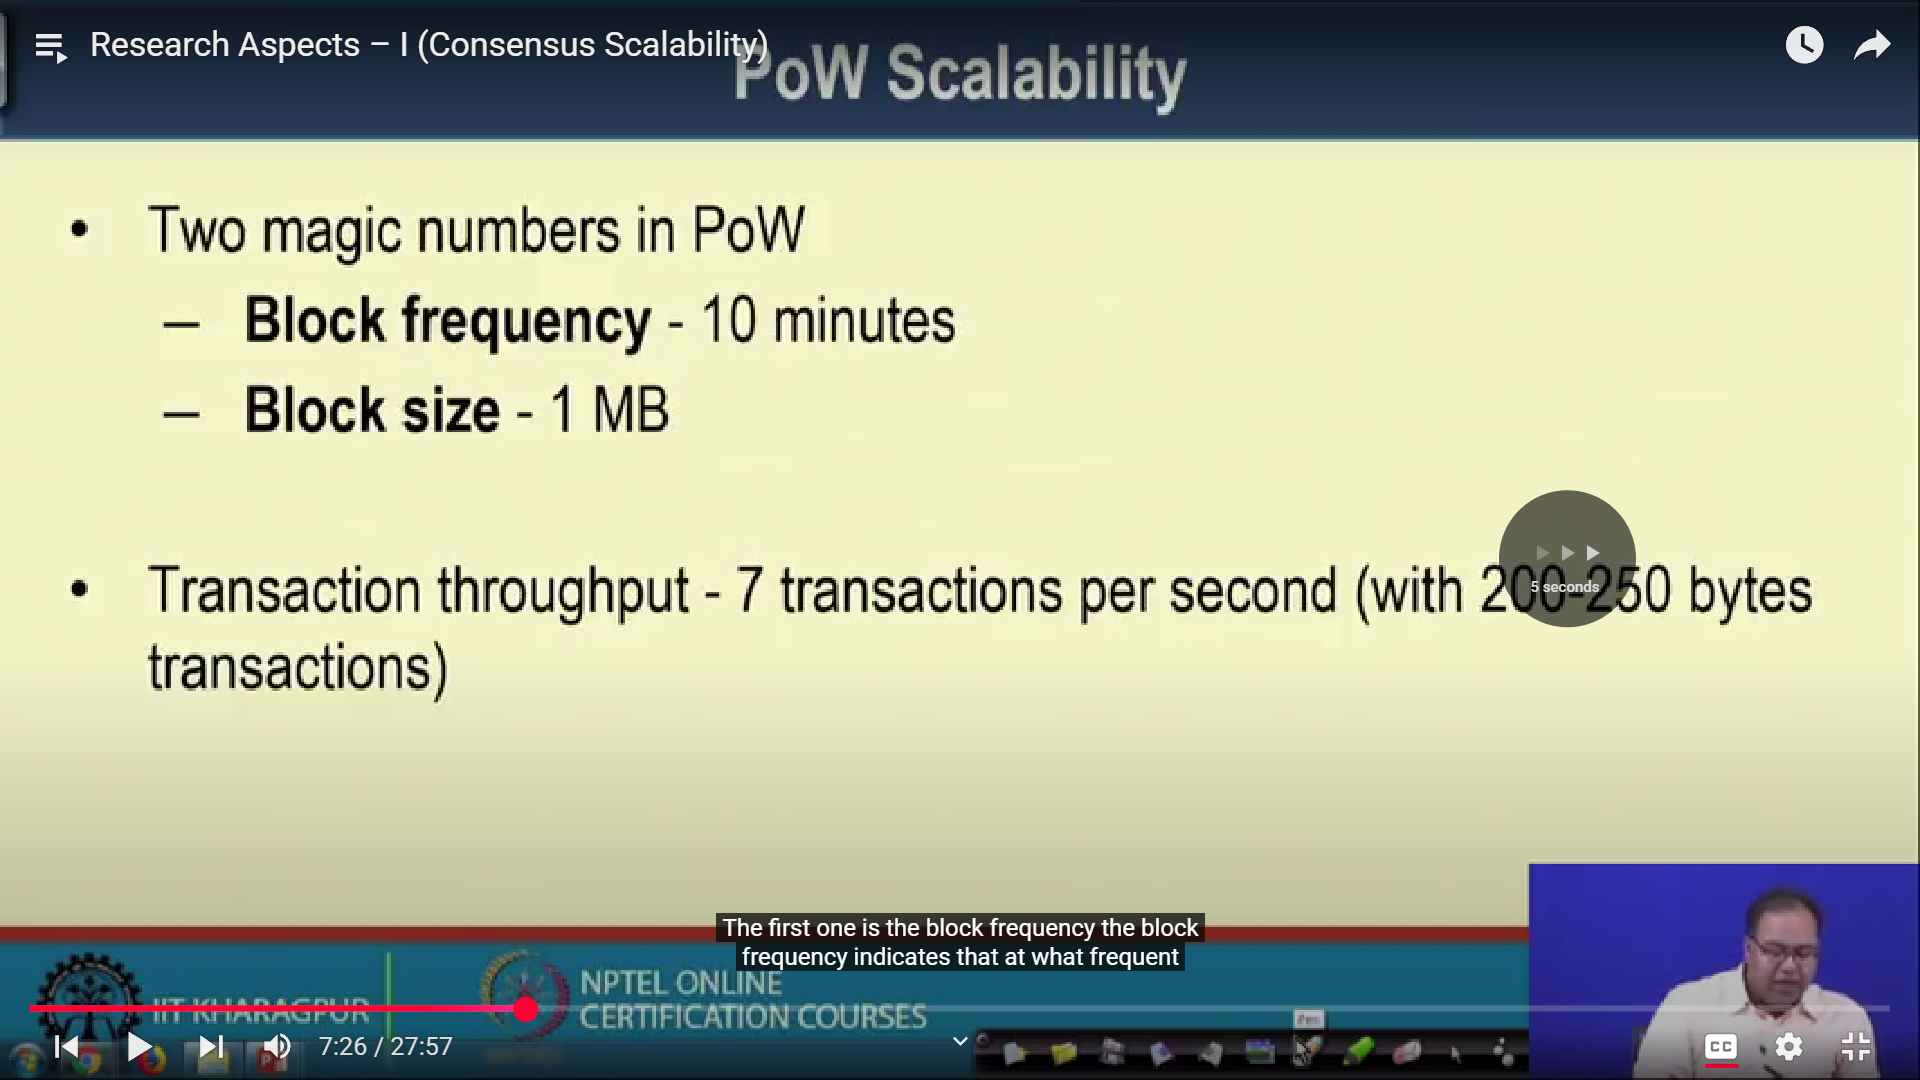 Research Aspects – I (Consensus Scalability)
PoW Scalability
• Two magic numbers in PoW
– Block frequency - 10 minutes
– Block size - 1 MB
5 seconds
• Transaction throughput - 7 transactions per second (with 200-250 bytes
transactions)
The first one is the block frequency the block
frequency indicates that at what frequent
IIT KHARAGPUR
NPTEL ONLINE
CERTIFICATION COURSES
Pen
7:26 / 27:57
CC